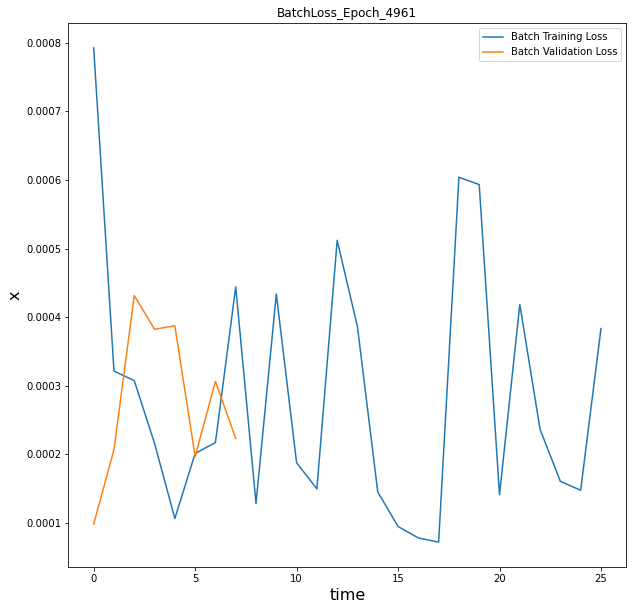 BatchLoss_Epoch_4961
Batch Training Loss
Batch Validation Loss
0.0008
0.0007
0.0006
0.0005
0.0004
0.0003
0.0002
0.0001
x
0 5 10 15 20 25
time